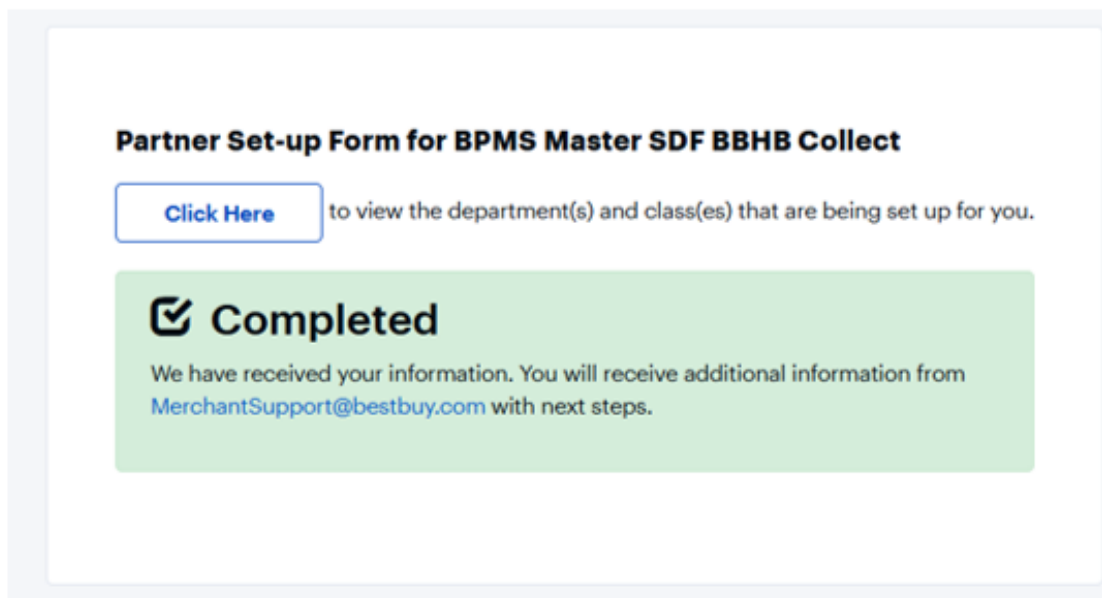 Partner Set-up Form for BPMS Master SDF BBHB Collect
Click Here to view the department(s) and class(es) that are being set up for you.
Completed
We have received your information. You will receive additional information from
MerchantSupport@bestbuy.com with next steps.